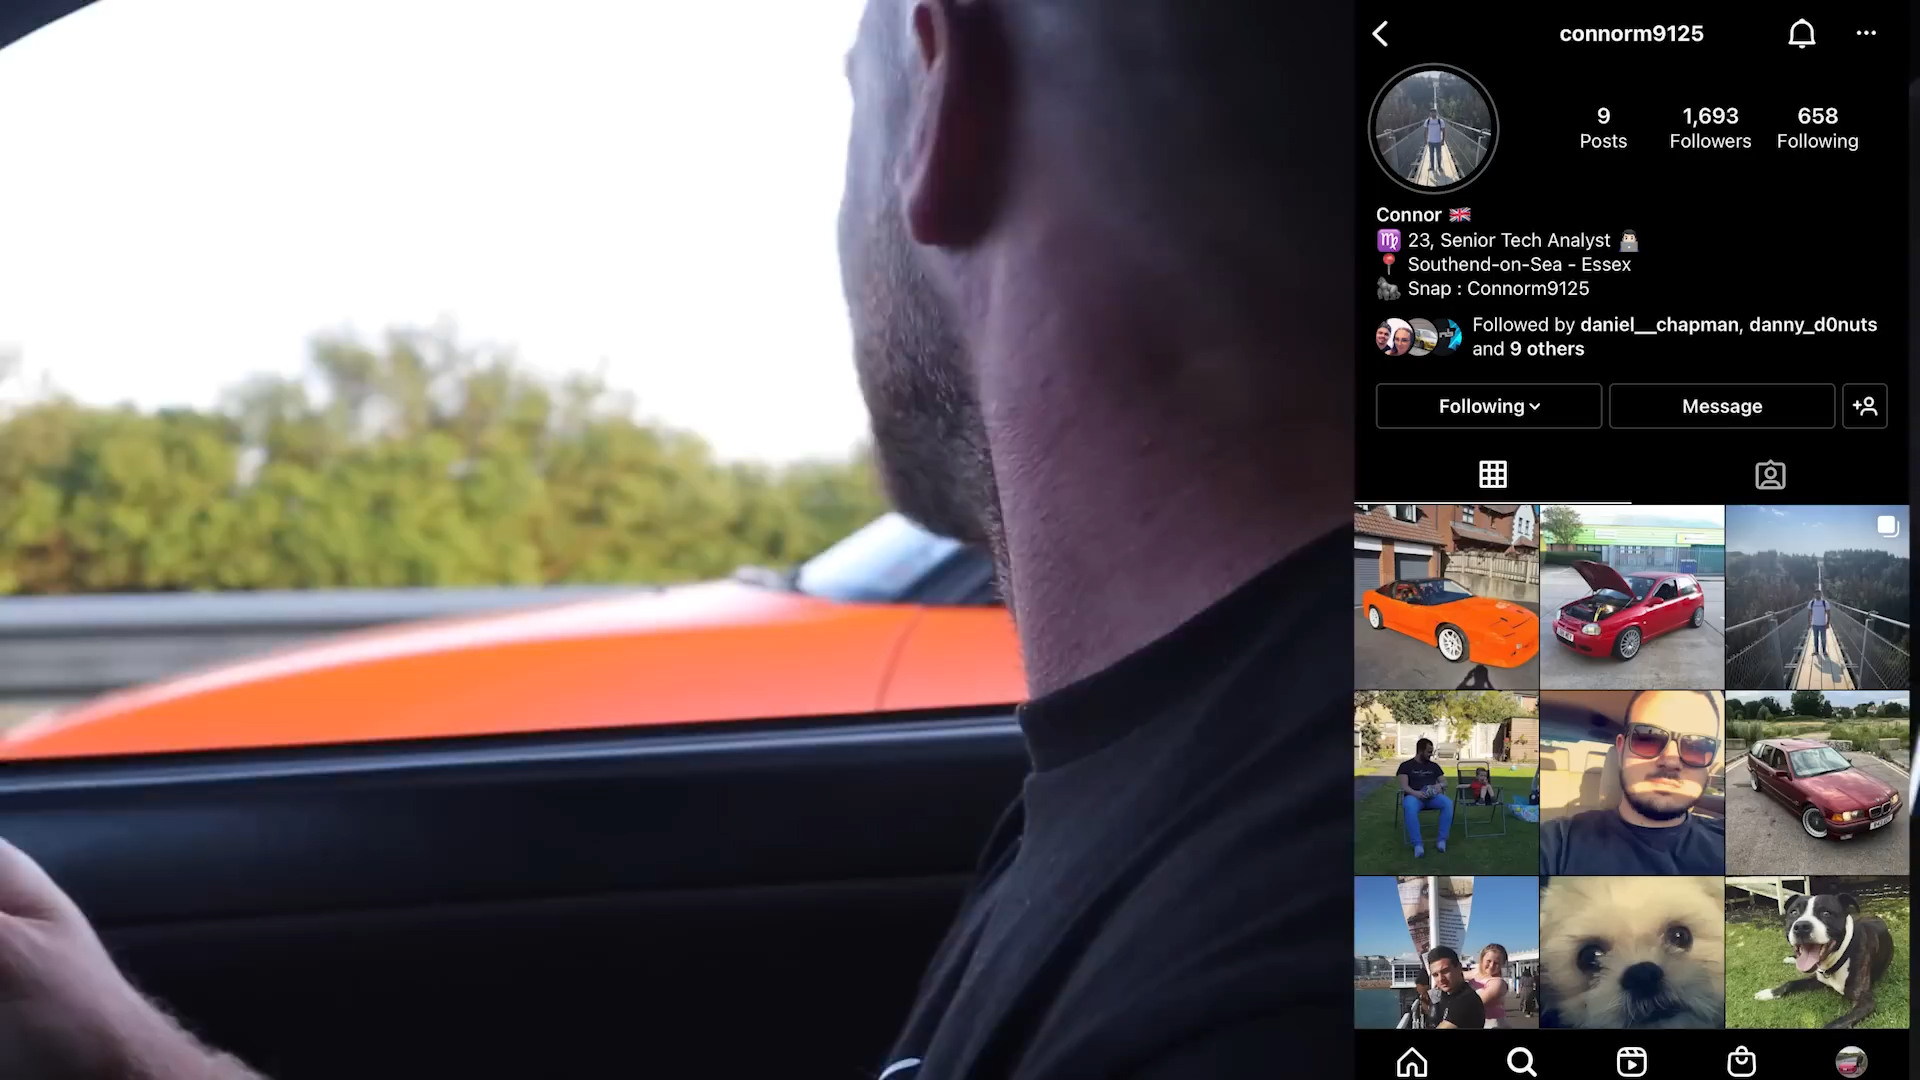 connorm9125
9
Posts
1,693
Followers
658
Following
Connor 🇬🇧
♍ 23, Senior Tech Analyst 👨🏻‍💻
📍 Southend-on-Sea - Essex
🦍 Snap : Connorm9125
Followed by daniel__chapman, danny_d0nuts
and 9 others
Following
Message